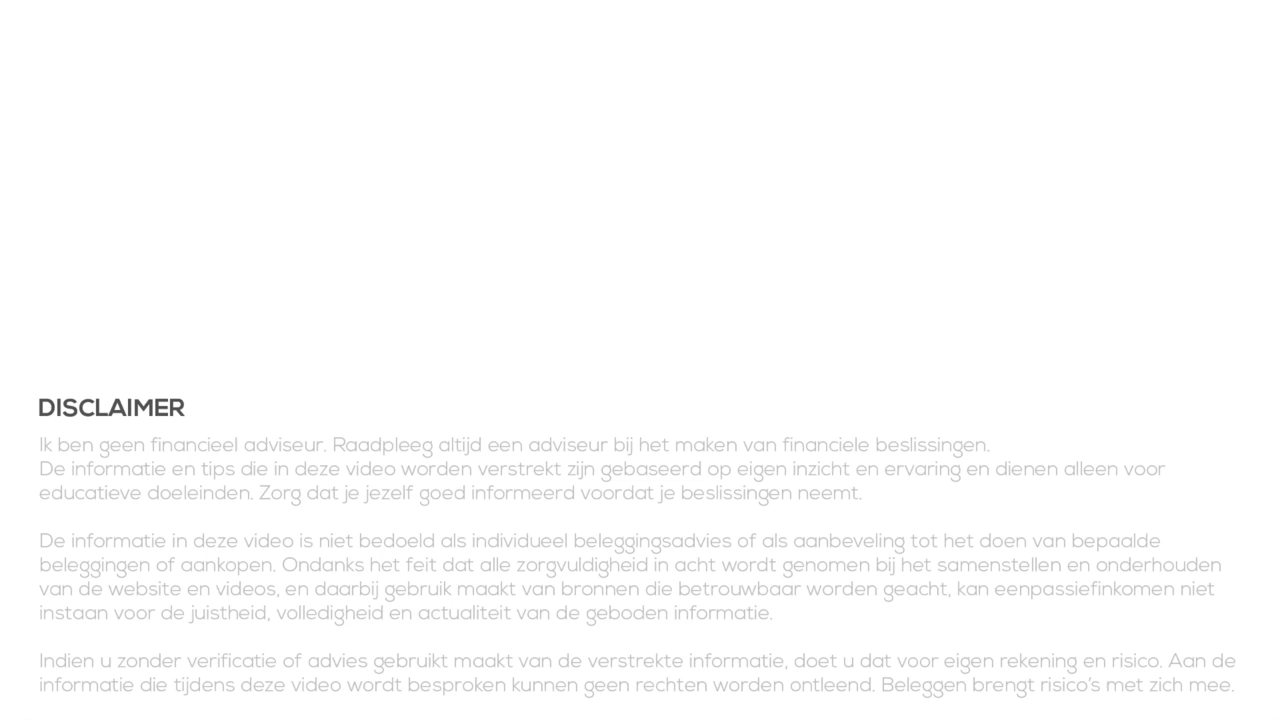 DISCLAIMER
Ik ben geen financieel adviseur. Raadpleeg altijd een adviseur bij het maken van financiele beslissingen.
De informatie en tips die in deze video worden verstrekt zijn gebaseerd op eigen inzicht en ervaring en dienen alleen voor
educatieve doeleinden. Zorg dat je jezelf goed informeerd voordat je beslissingen neemt.
De informatie in deze video is niet bedoeld als individueel beleggingsadvies of als aanbeveling tot het doen van bepaalde
beleggingen of aankopen. Ondanks het feit dat alle zorgvuldigheid in acht wordt genomen bij het samenstellen en onderhouden
van de website en videos, en daarbij gebruik maakt van bronnen die betrouwbaar worden geacht, kan eenpassiefinkomen niet
instaan voor de juistheid, volledigheid en actualiteit van de geboden informatie.
Indien u zonder verificatie of advies gebruikt maakt van de verstrekte informatie, doet u dat voor eigen rekening en risico. Aan de
informatie die tijdens deze video wordt besproken kunnen geen rechten worden ontleend. Beleggen brengt risico's met zich mee.